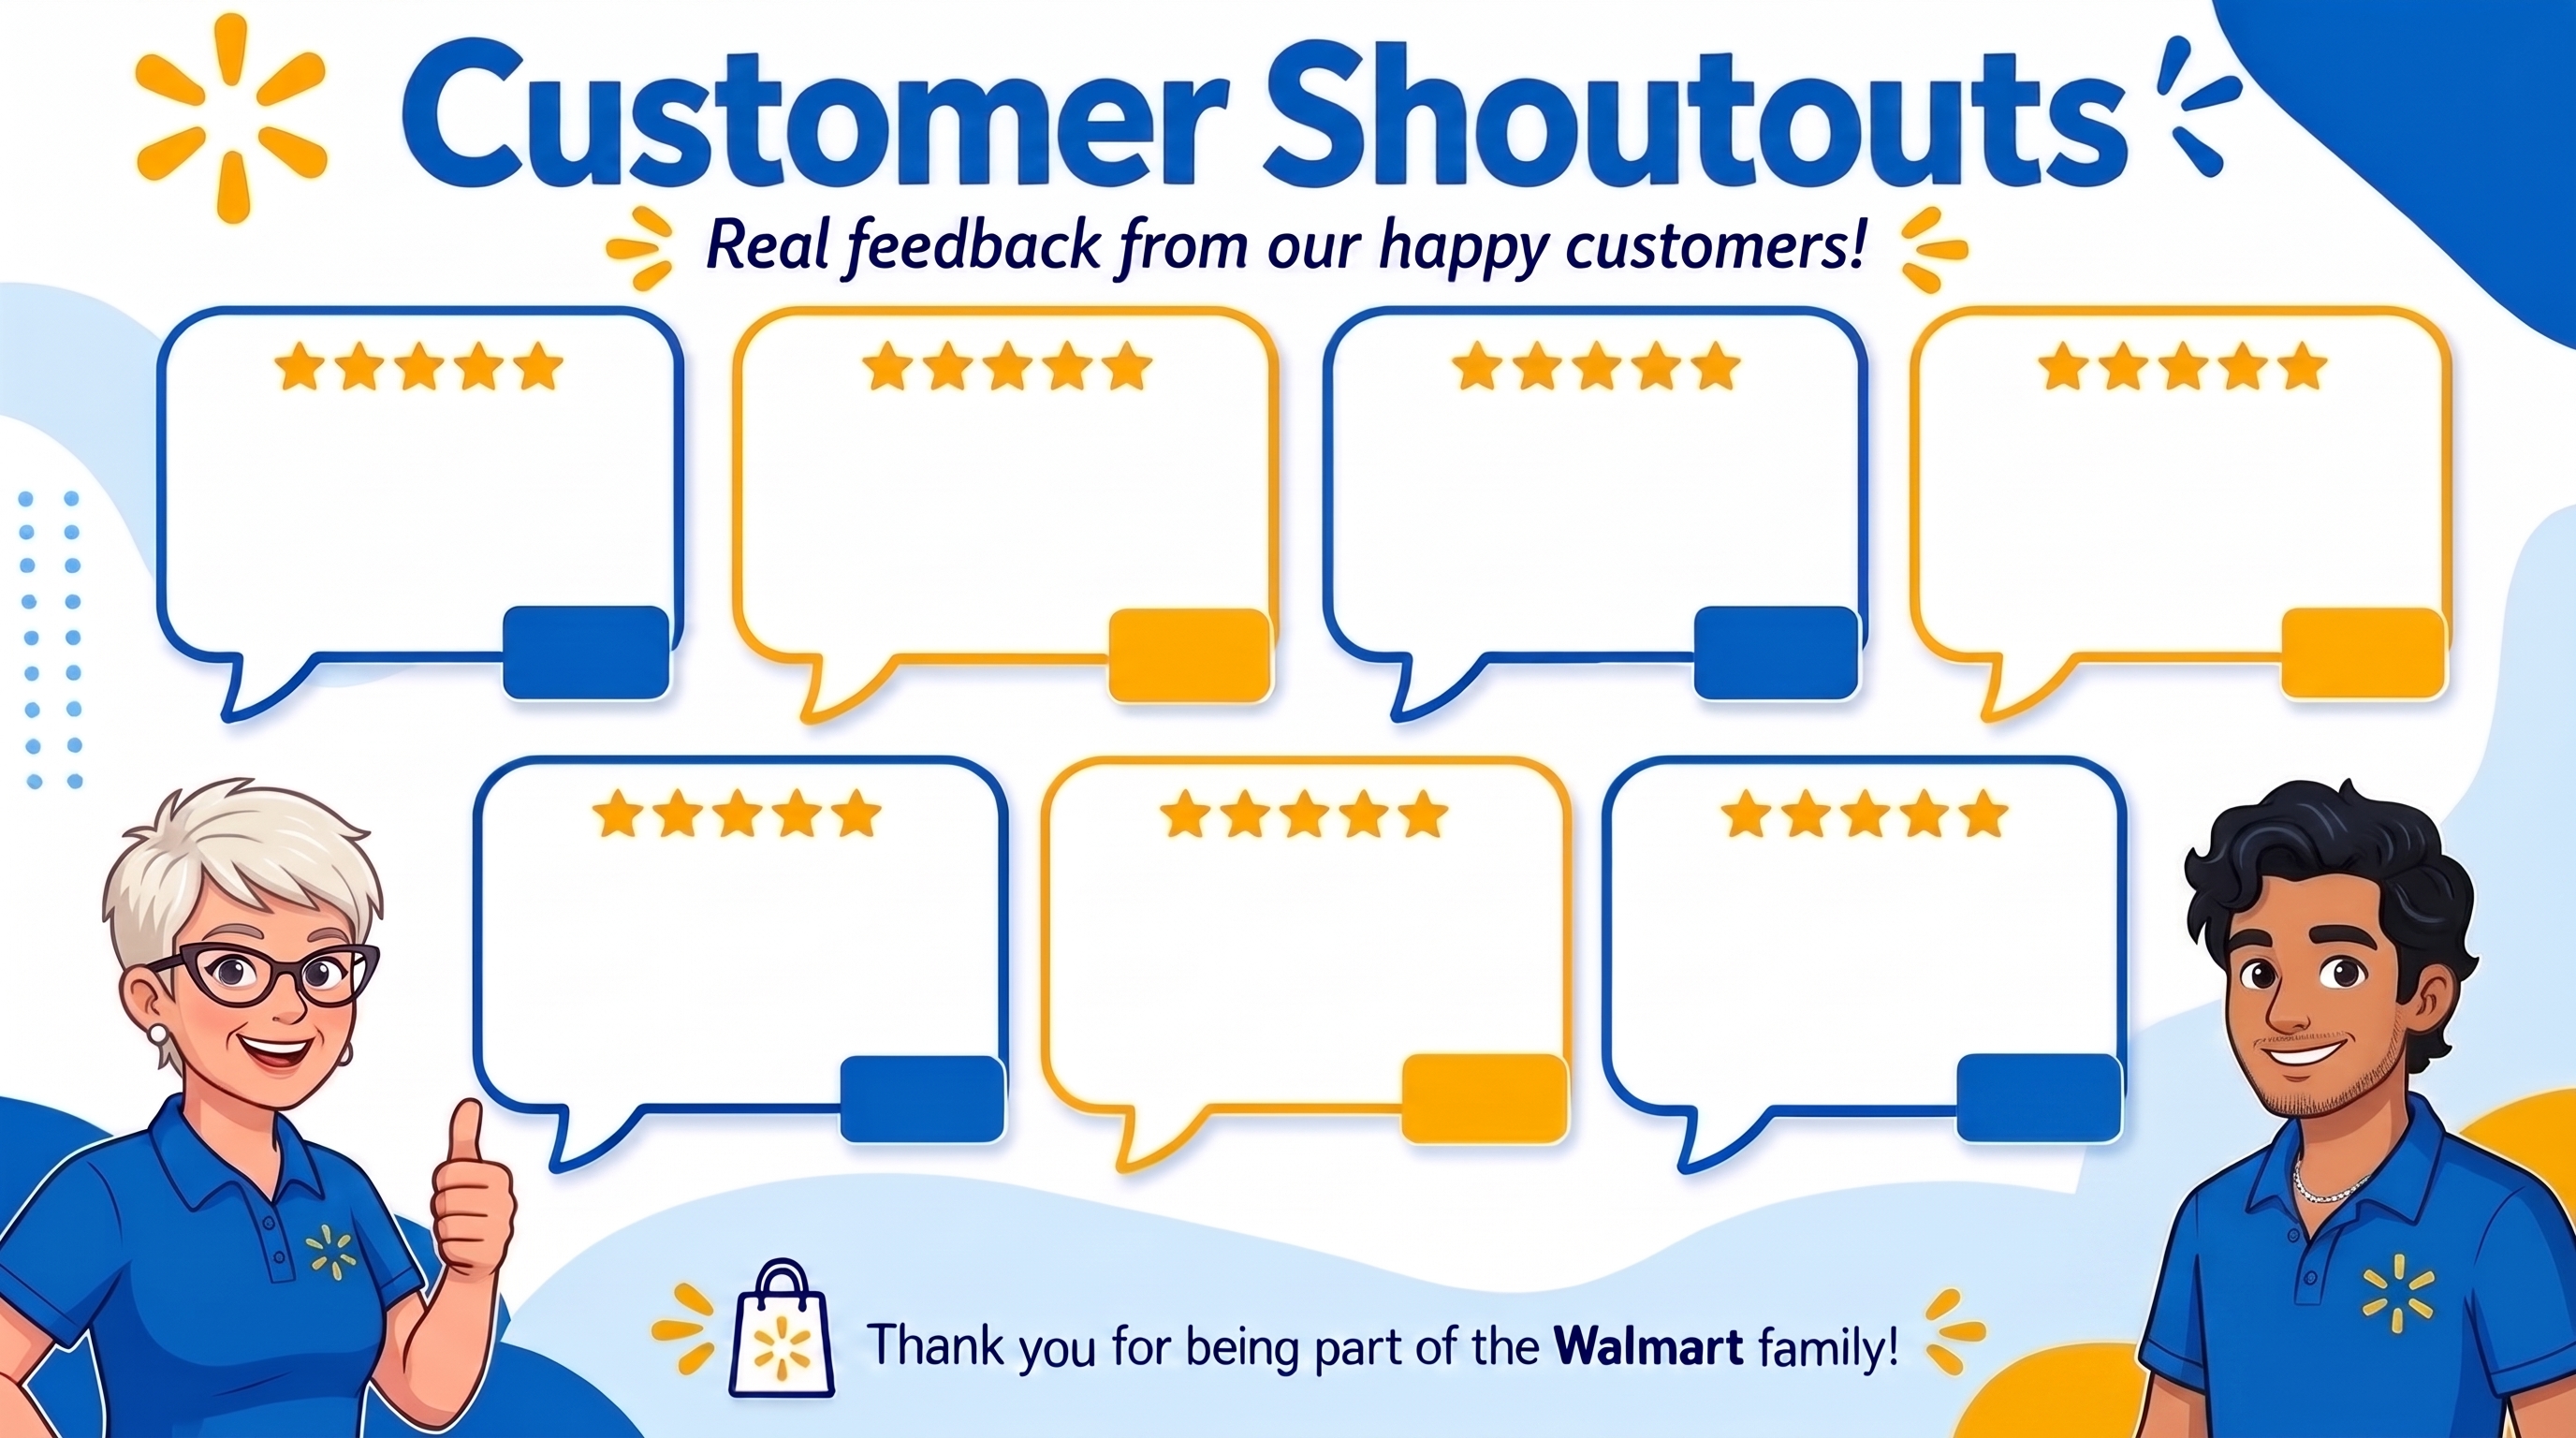 Customer Shoutouts
Real feedback from our happy customers!
Thank you for being part of the Walmart family!